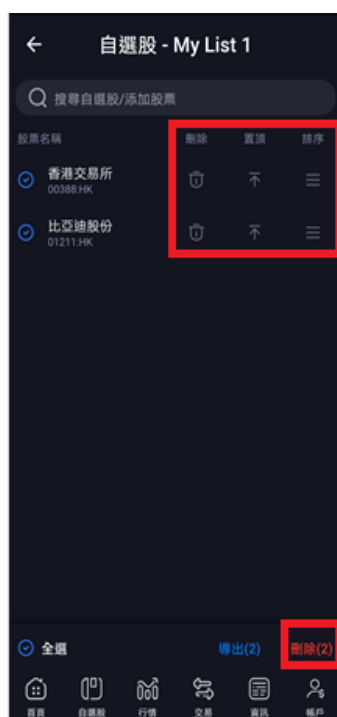 自選股 - My List 1
搜尋自選股/添加股票
股票名稱 刪除 置頂 排序
香港交易所
00388.HK
比亞迪股份
01211.HK
全選 導出(2) 刪除(2)
首頁 自選股 行情 交易 資訊 帳戶